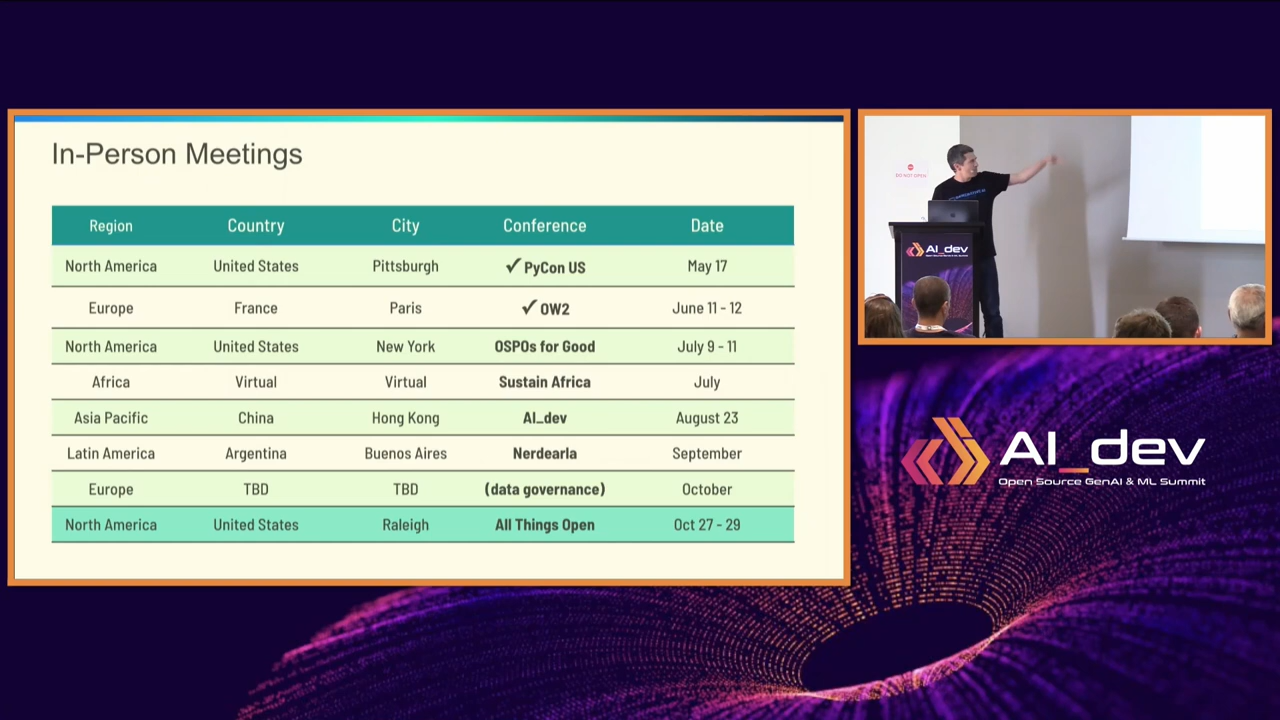 In-Person Meetings
Region Country City Conference Date
North America United States Pittsburgh ✓ PyCon US May 17
Europe France Paris ✓ OW2 June 11 - 12
North America United States New York OSPOs for Good July 9 - 11
Africa Virtual Virtual Sustain Africa July
Asia Pacific China Hong Kong AI_dev August 23
Latin America Argentina Buenos Aires Nerdearla September
Europe TBD TBD (data governance) October
North America United States Raleigh All Things Open Oct 27 - 29
DO NOT OPEN
AI_dev
AI_dev
Open Source GenAI & ML Summit